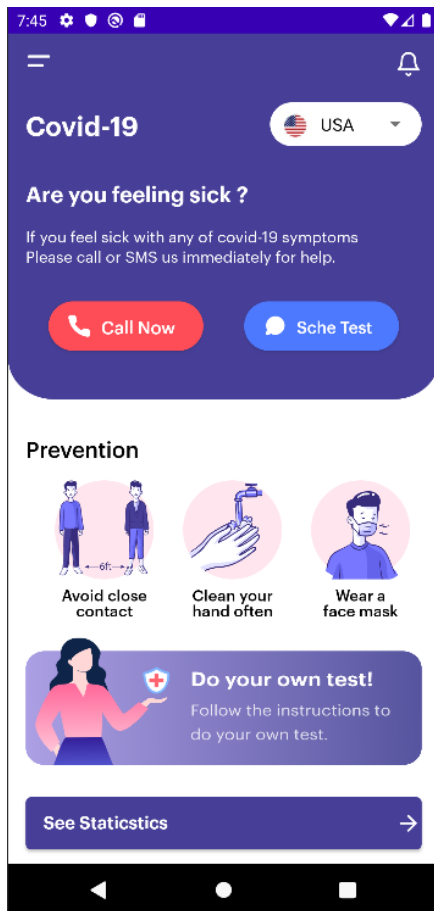 7:45
Covid-19
USA
Are you feeling sick ?
If you feel sick with any of covid-19 symptoms
Please call or SMS us immediately for help.
Call Now
Sche Test
Prevention
6ft
Avoid close
contact
Clean your
hand often
Wear a
face mask
Do your own test!
Follow the instructions to
do your own test.
See Staticstics